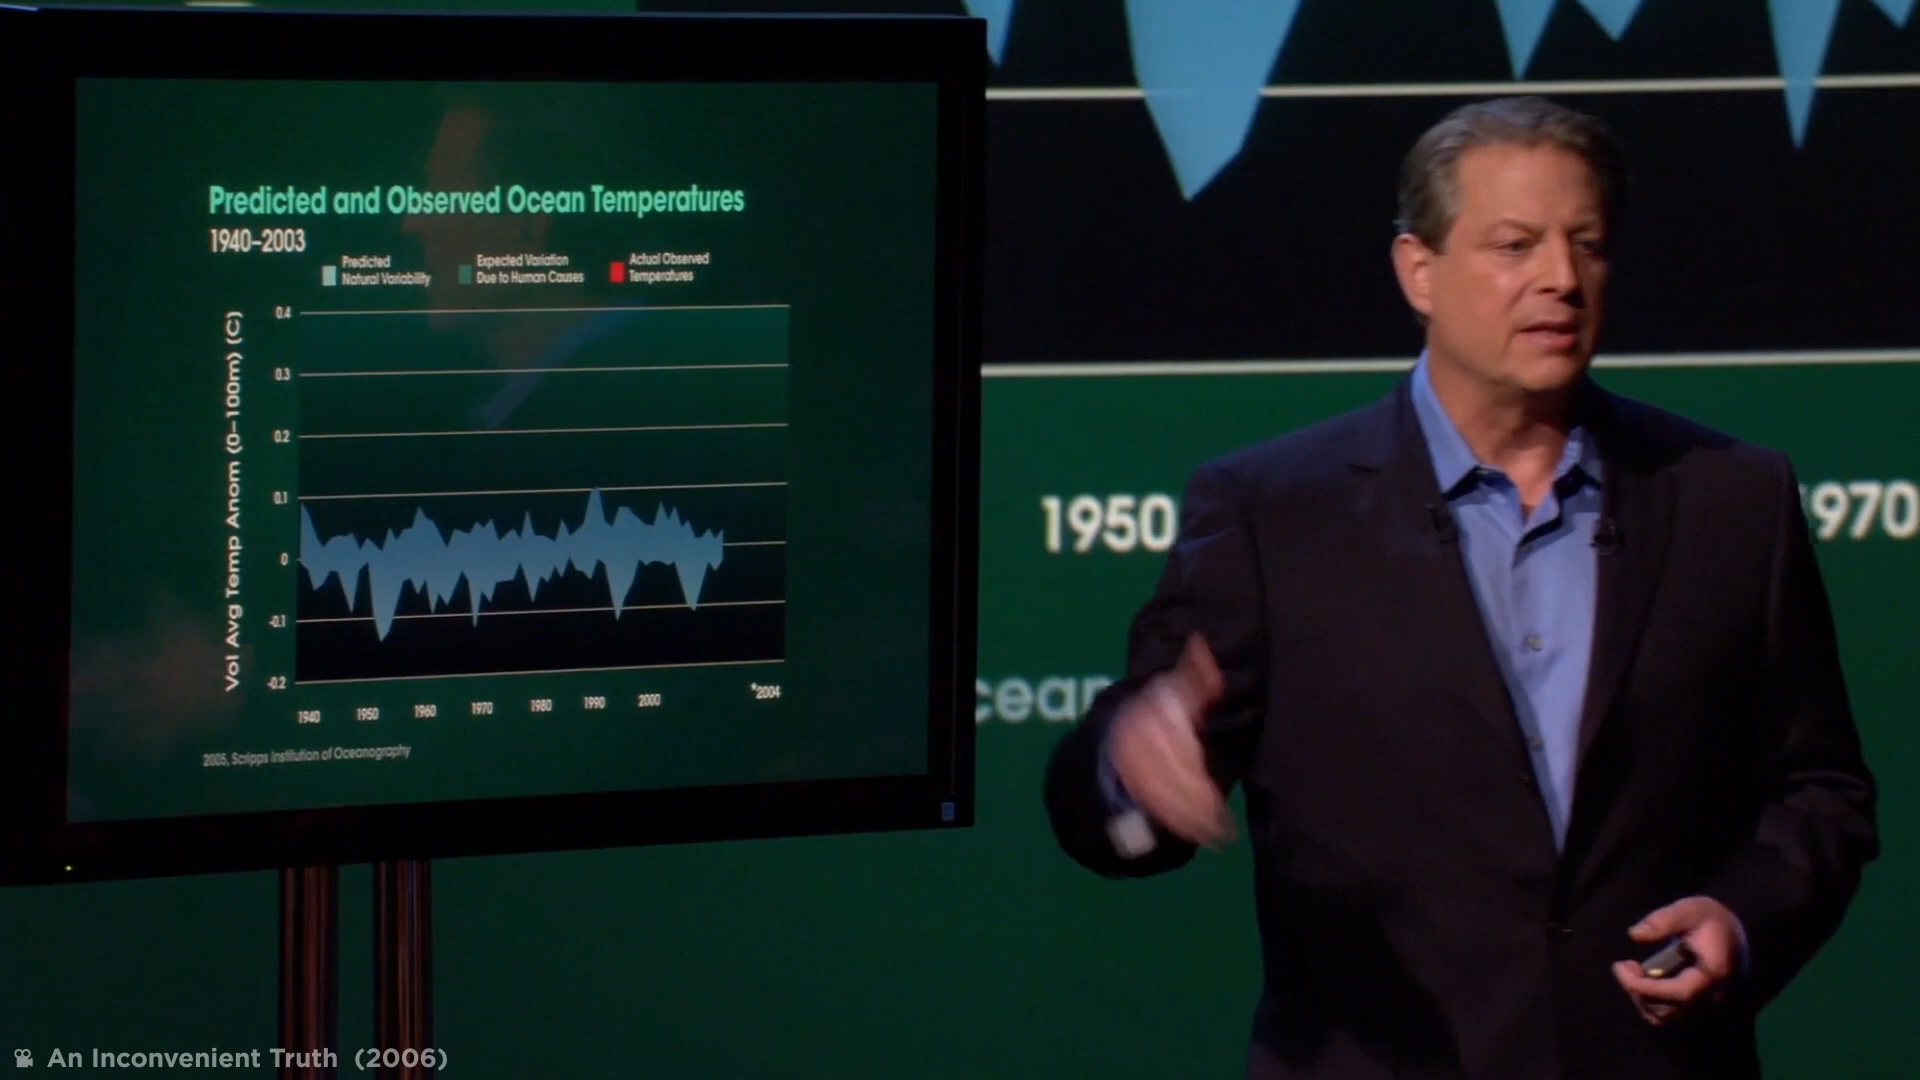 Predicted and Observed Ocean Temperatures
1940–2003
Predicted
Natural Variability
Expected Variation
Due to Human Causes
Actual Observed
Temperatures
Vol Avg Temp Anom (0–100m) (C)
0.4
0.3
0.2
0.1
0
-0.1
-0.2
1940 1950 1960 1970 1980 1990 2000 *2004
2005, Scripps Institution of Oceanography
1950
1970
An Inconvenient Truth (2006)